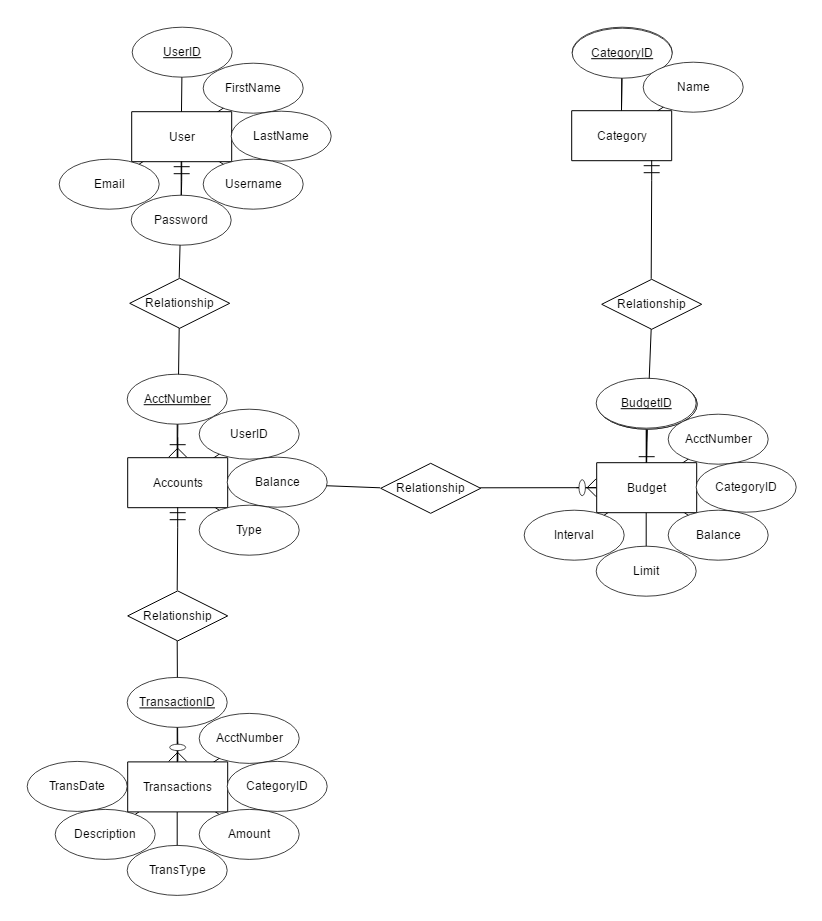 UserID
CategoryID
FirstName
Name
User
LastName
Category
Email
Username
Password
Relationship
Relationship
AcctNumber
BudgetID
UserID
AcctNumber
Accounts
Balance
Relationship
Budget
CategoryID
Type
Interval
Balance
Limit
Relationship
TransactionID
AcctNumber
TransDate
Transactions
CategoryID
Description
Amount
TransType